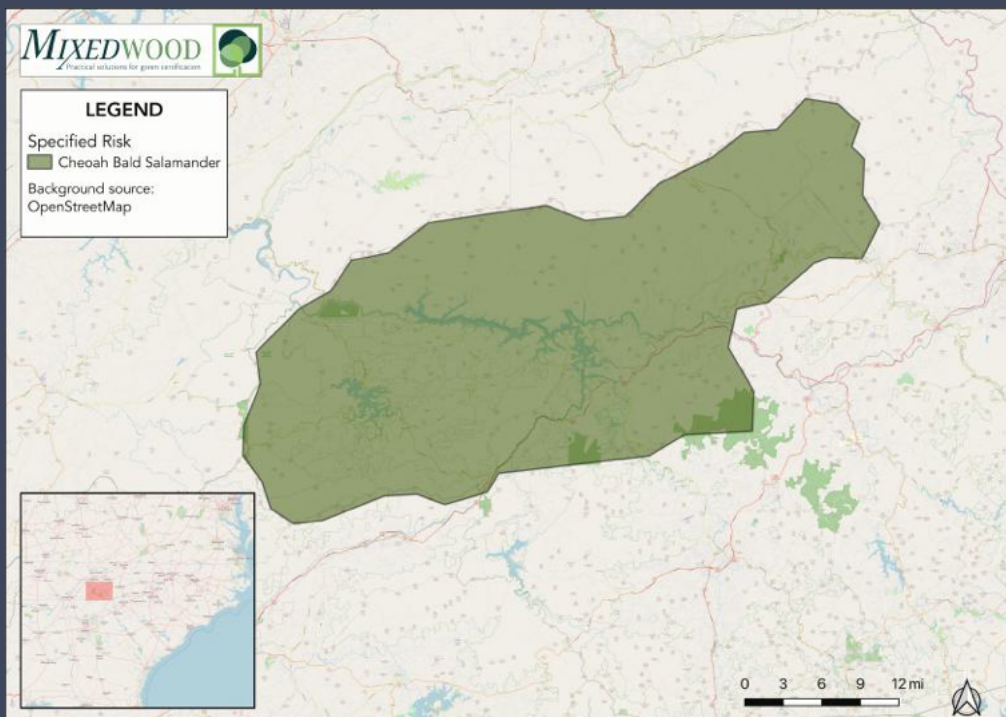 MIXEDWOOD
Practical solutions for green certification
LEGEND
Specified Risk
Cheoah Bald Salamander
Background source:
OpenStreetMap
0 3 6 9 12 mi